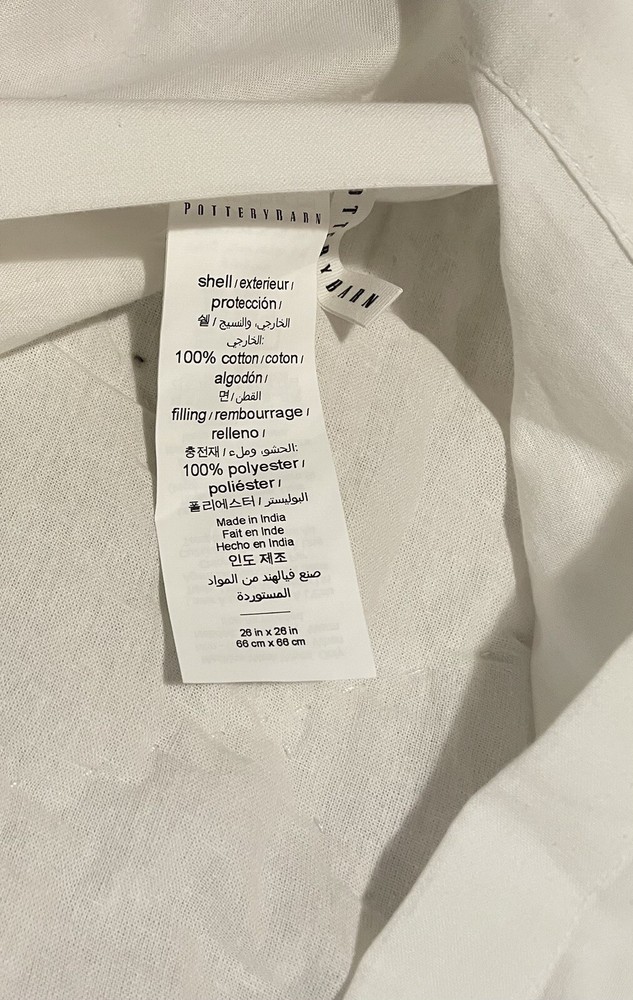 POTTERYBARN
POTTERYBARN
shell / exterieur /
protección /
쉘 / الخارجي، والنسيج
الخارجي:
100% cotton / coton /
algodón /
면 / القطن
filling / rembourrage /
relleno /
충전재 / الحشو، وملء:
100% polyester /
poliéster /
폴리에스터 / البوليستر
Made in India
Fait en Inde
Hecho en India
인도 제조
صنع فيالهند من المواد
المستوردة
26 in x 26 in
66 cm x 66 cm